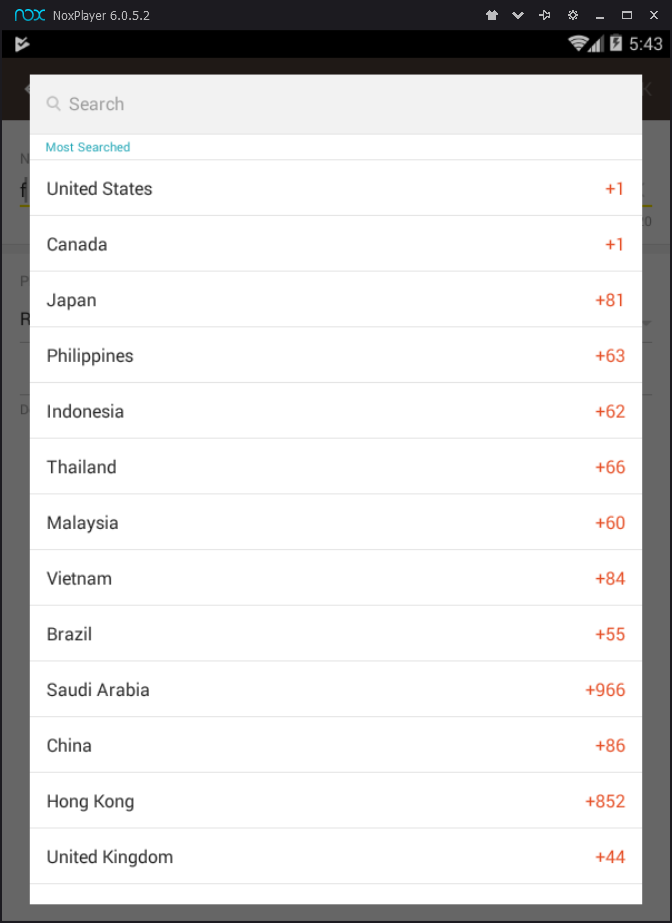 nox NoxPlayer 6.0.5.2
5:43
Search
Most Searched
United States +1
Canada +1
Japan +81
Philippines +63
Indonesia +62
Thailand +66
Malaysia +60
Vietnam +84
Brazil +55
Saudi Arabia +966
China +86
Hong Kong +852
United Kingdom +44